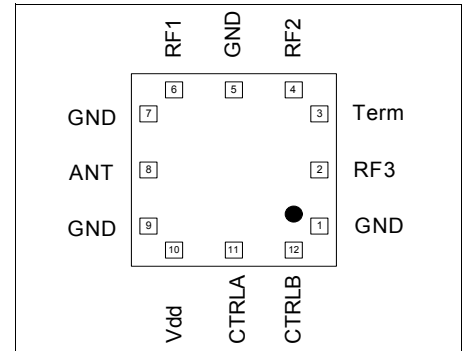 RF1
GND
RF2
6
5
4
GND
7
3
Term
ANT
8
2
RF3
GND
9
1
GND
10
11
12
Vdd
CTRLA
CTRLB